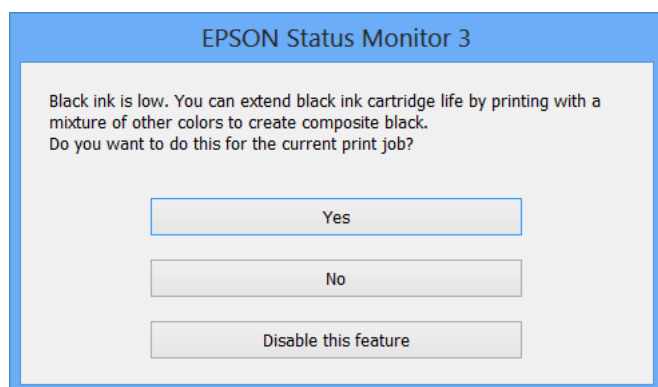 EPSON Status Monitor 3
Black ink is low. You can extend black ink cartridge life by printing with a
mixture of other colors to create composite black.
Do you want to do this for the current print job?
Yes
No
Disable this feature